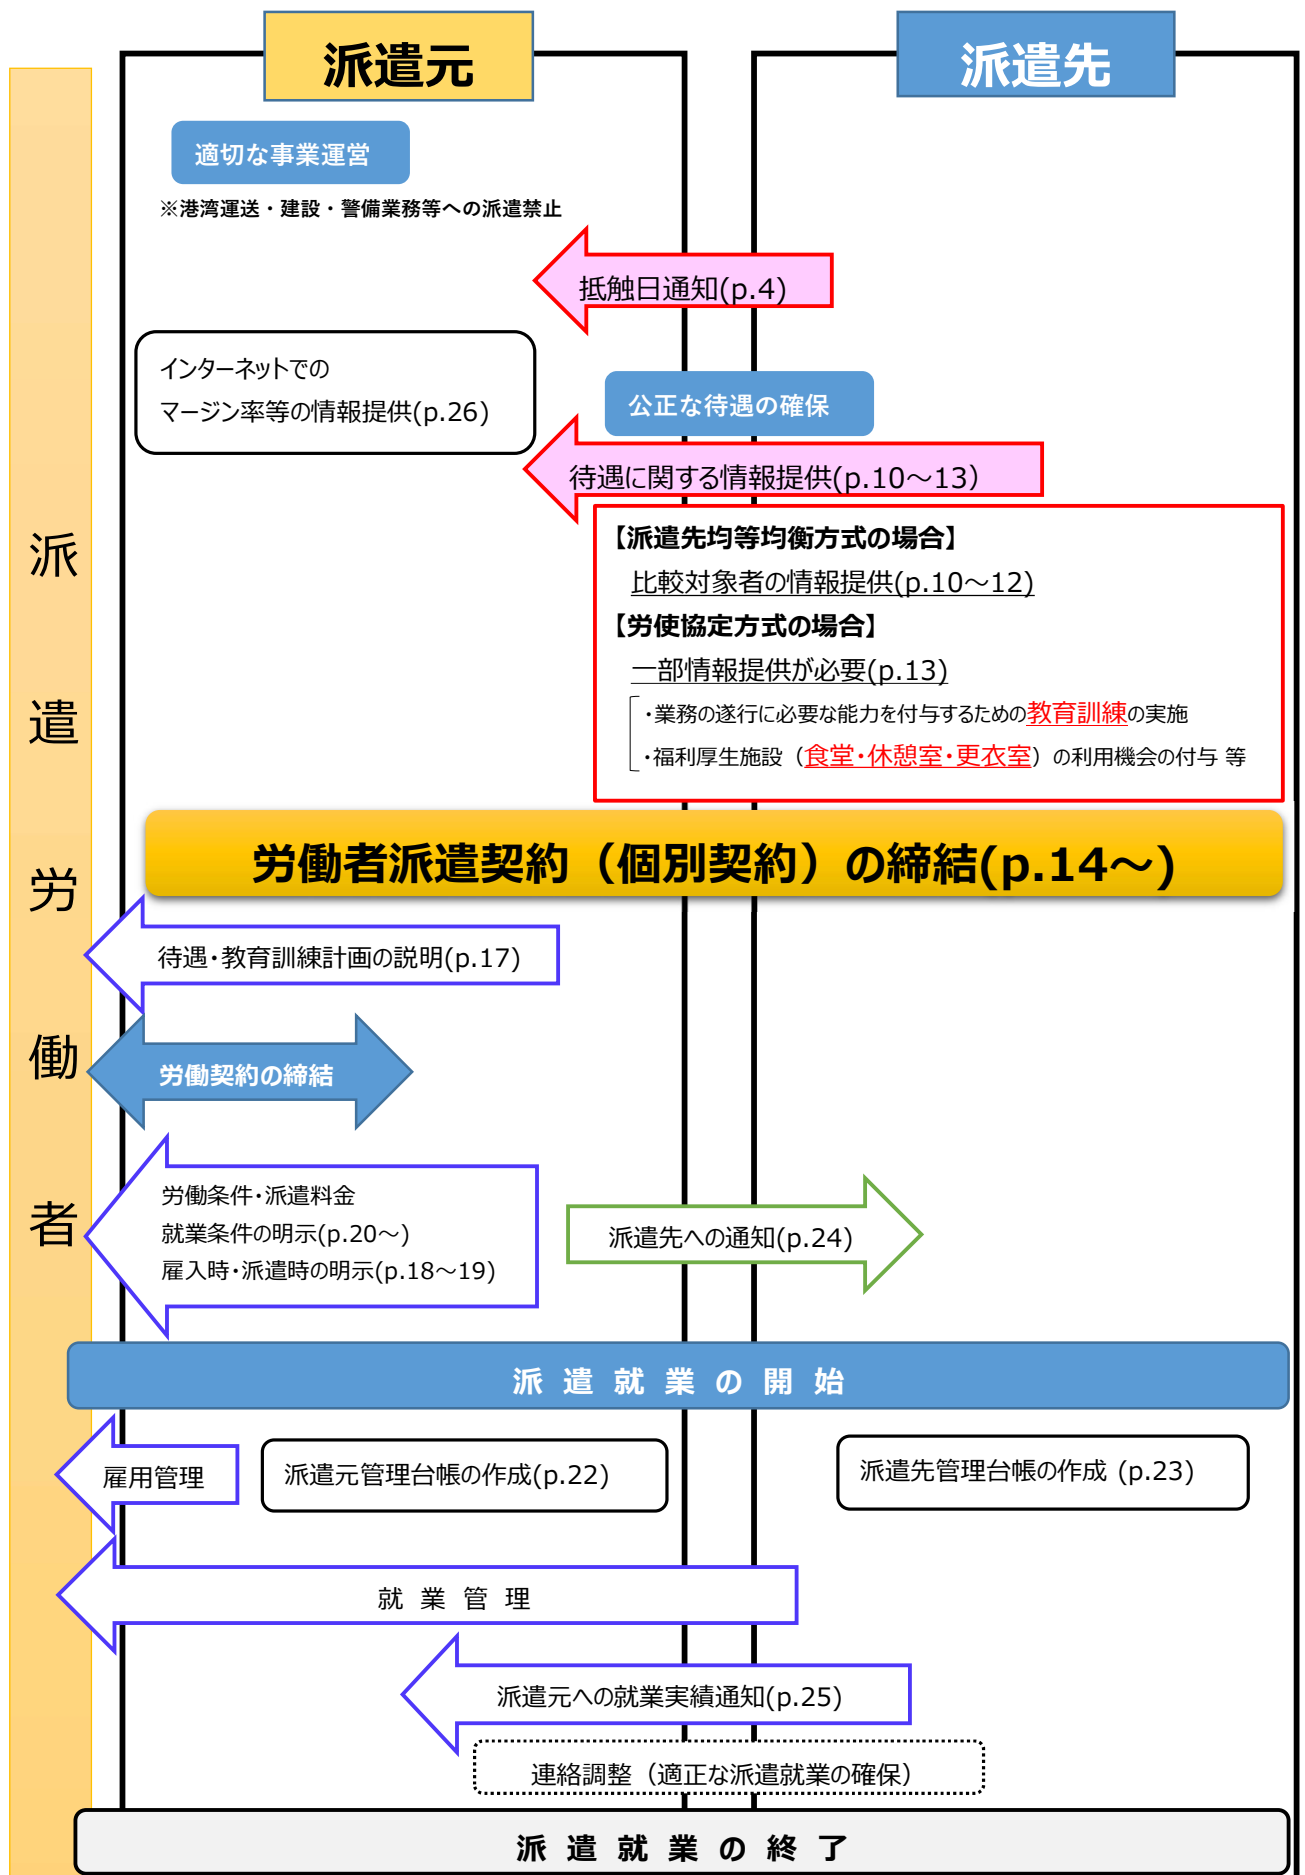 派遣元
派遣先
適切な事業運営
※港湾運送・建設・警備業務等への派遣禁止
抵触日通知(p.4)
インターネットでの
マージン率等の情報提供(p.26)
公正な待遇の確保
待遇に関する情報提供(p.10～13)
【派遣先均等均衡方式の場合】
比較対象者の情報提供(p.10～12)
【労使協定方式の場合】
一部情報提供が必要(p.13)
・業務の遂行に必要な能力を付与するための教育訓練の実施
・福利厚生施設（食堂・休憩室・更衣室）の利用機会の付与 等
派遣労働者
労働者派遣契約（個別契約）の締結(p.14～)
待遇・教育訓練計画の説明(p.17)
労働契約の締結
労働条件・派遣料金
就業条件の明示(p.20～)
雇入時・派遣時の明示(p.18～19)
派遣先への通知(p.24)
派遣就業の開始
雇用管理
派遣元管理台帳の作成(p.22)
派遣先管理台帳の作成 (p.23)
就業管理
派遣元への就業実績通知(p.25)
連絡調整（適正な派遣就業の確保）
派遣就業の終了